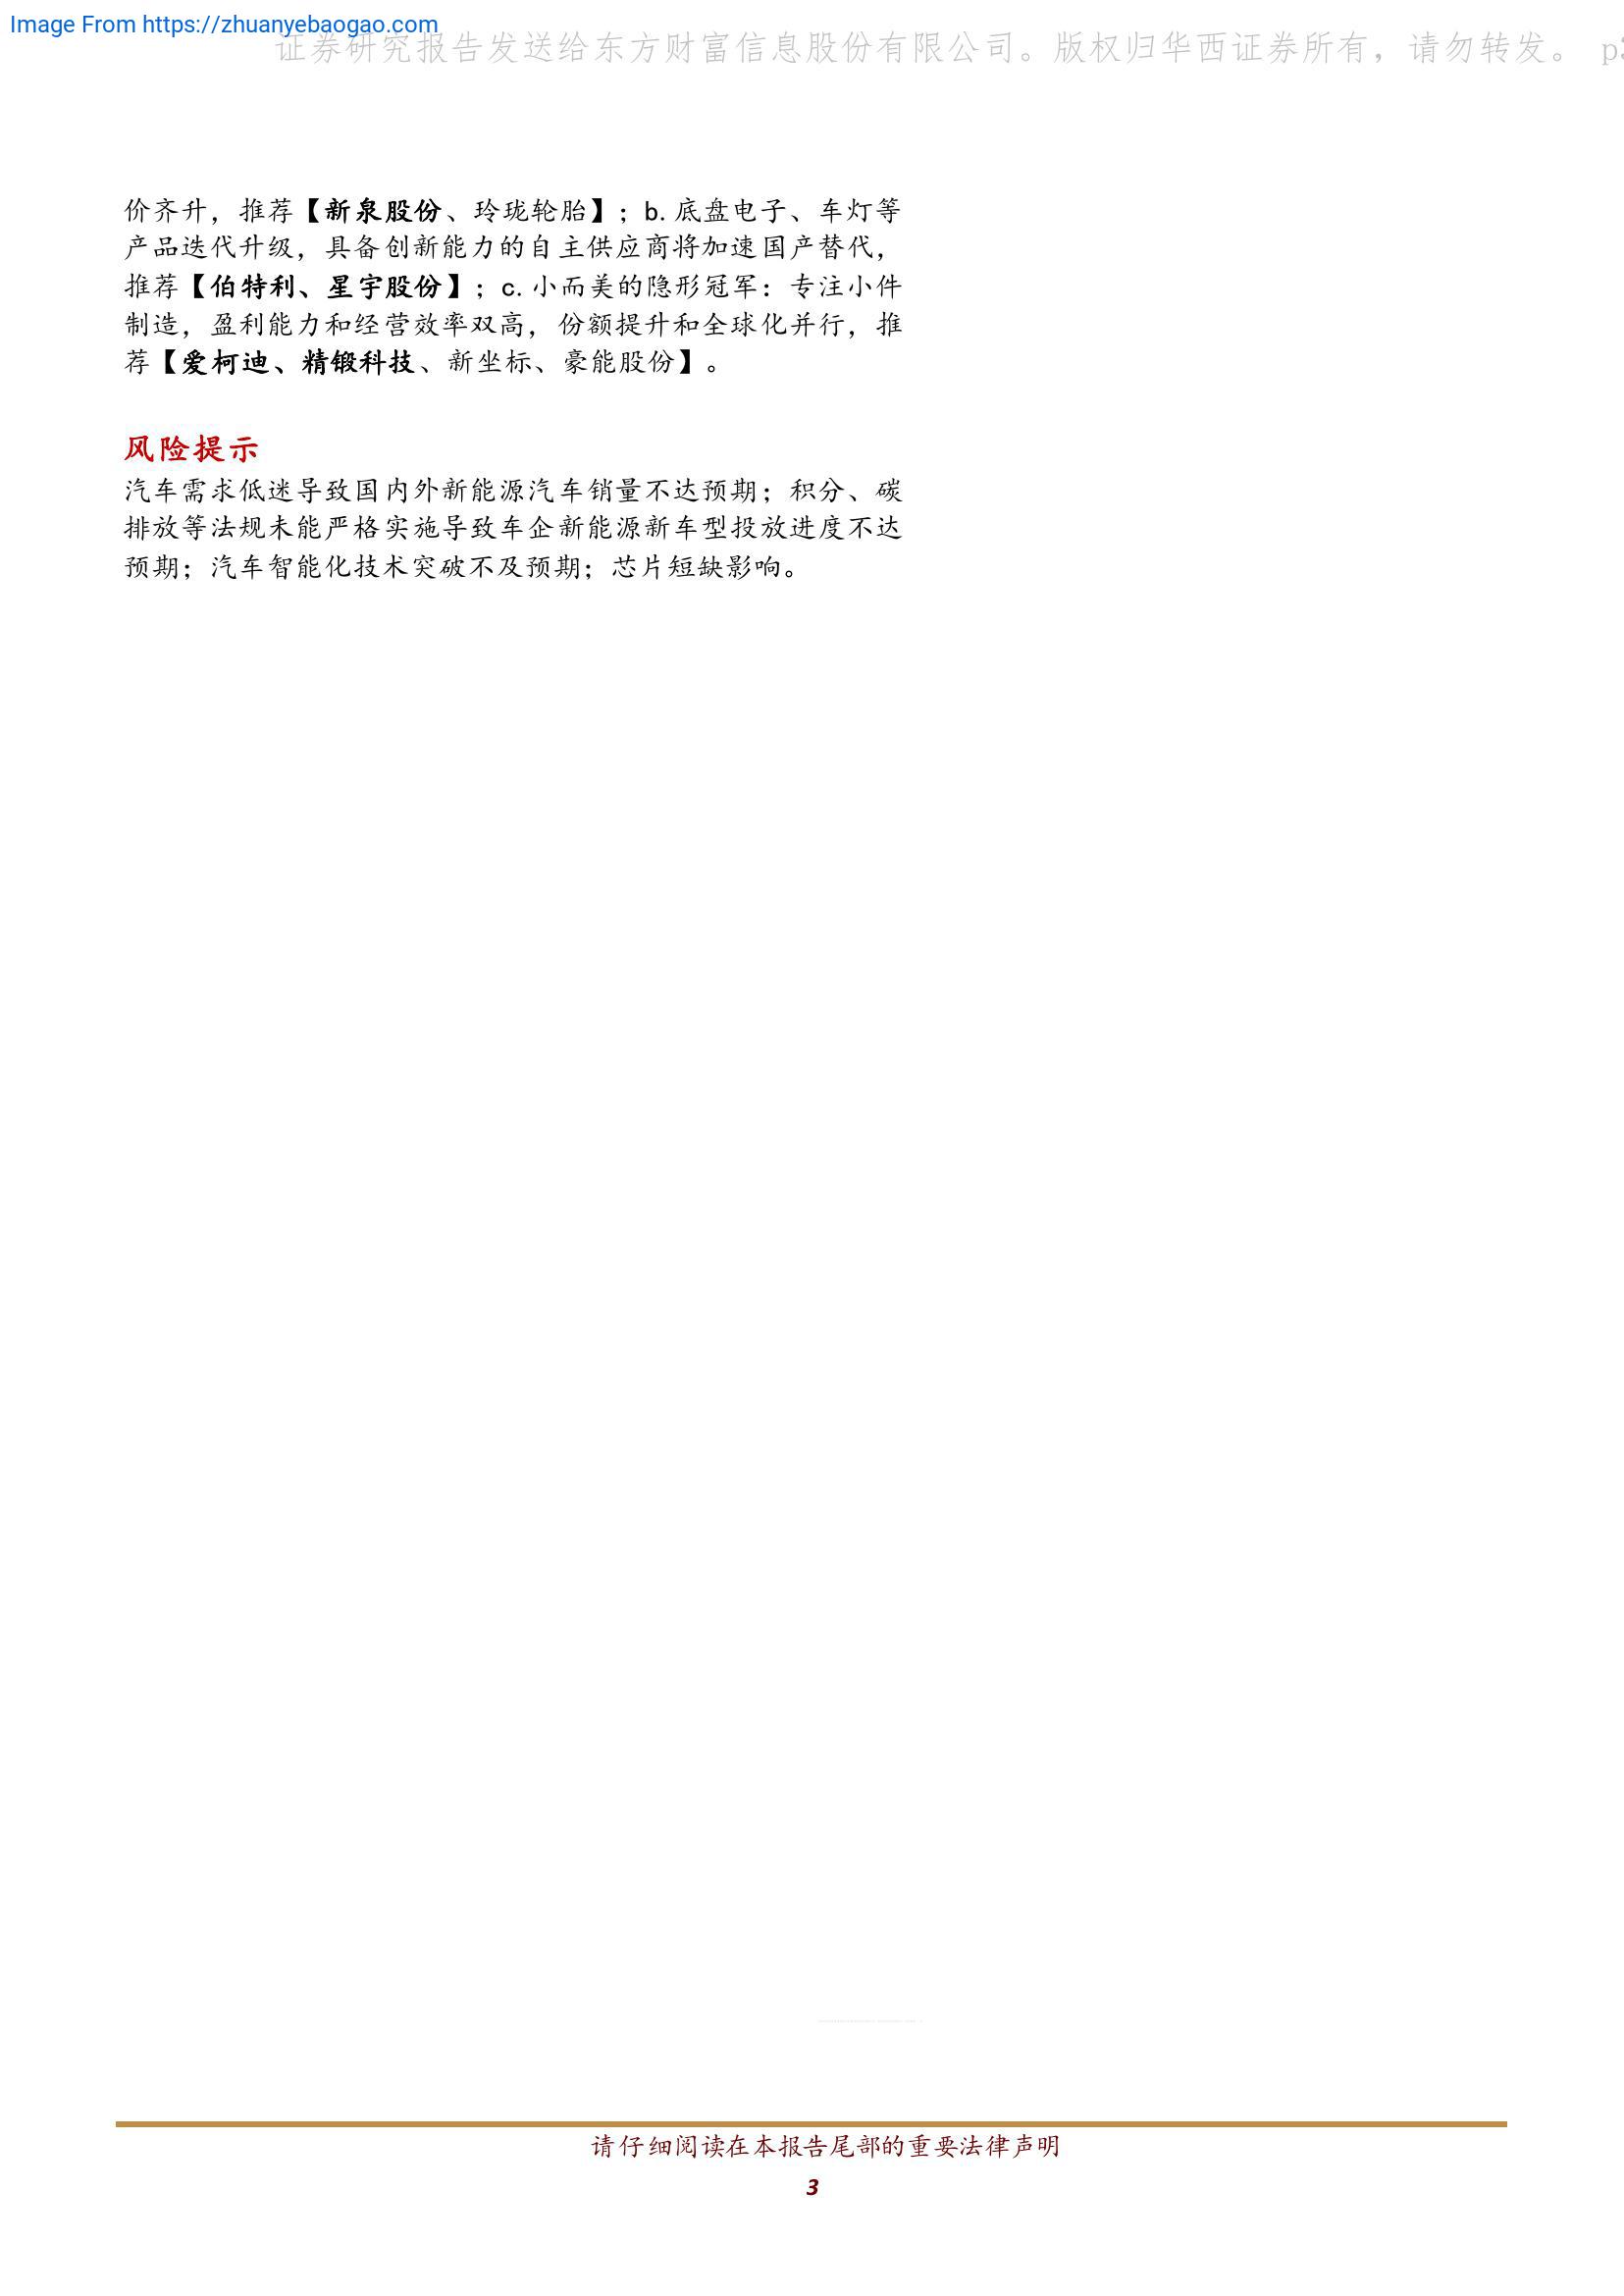 Image From https://zhuanyebaogao.com
证券研究报告发送给东方财富信息股份有限公司。版权归华西证券所有，请勿转发。 p3
价齐升，推荐【新泉股份、玲珑轮胎】；b. 底盘电子、车灯等
产品迭代升级，具备创新能力的自主供应商将加速国产替代，
推荐【伯特利、星宇股份】；c. 小而美的隐形冠军：专注小件
制造，盈利能力和经营效率双高，份额提升和全球化并行，推
荐【爱柯迪、精锻科技、新坐标、豪能股份】。
风险提示
汽车需求低迷导致国内外新能源汽车销量不达预期；积分、碳
排放等法规未能严格实施导致车企新能源新车型投放进度不达
预期；汽车智能化技术突破不及预期；芯片短缺影响。
请仔细阅读在本报告尾部的重要法律声明
3